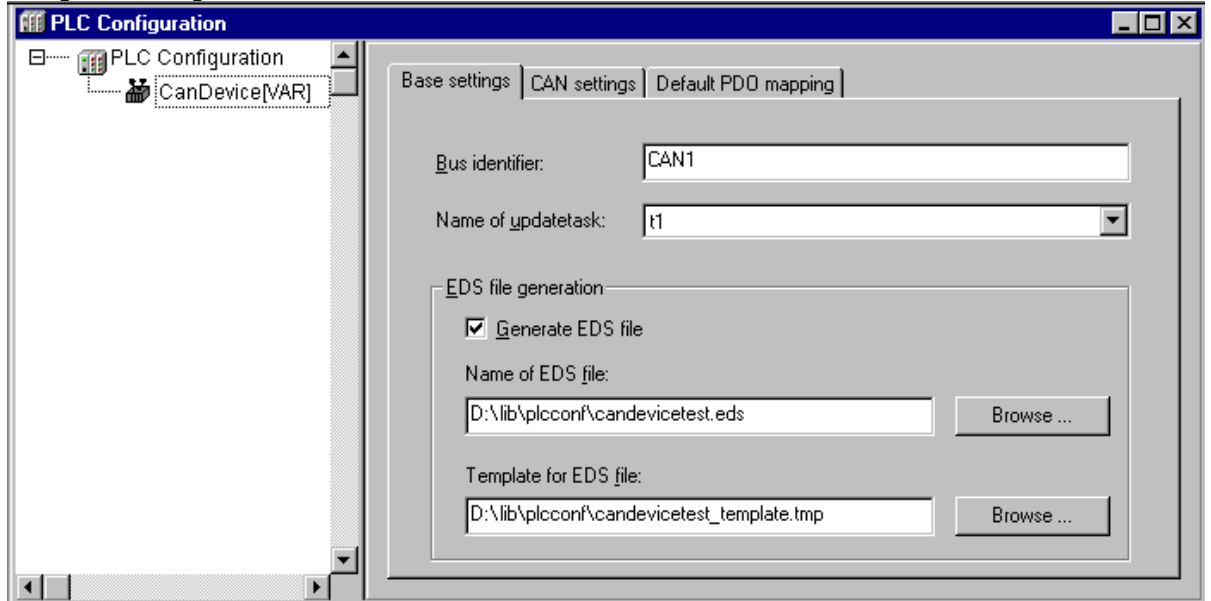 PLC Configuration
PLC Configuration
CanDevice[VAR]
Base settings
CAN settings
Default PDO mapping
Bus identifier:
CAN1
Name of updatetask:
t1
EDS file generation
Generate EDS file
Name of EDS file:
D:\lib\plcconf\candevicetest.eds
Browse ...
Template for EDS file:
D:\lib\plcconf\candevicetest_template.tmp
Browse ...